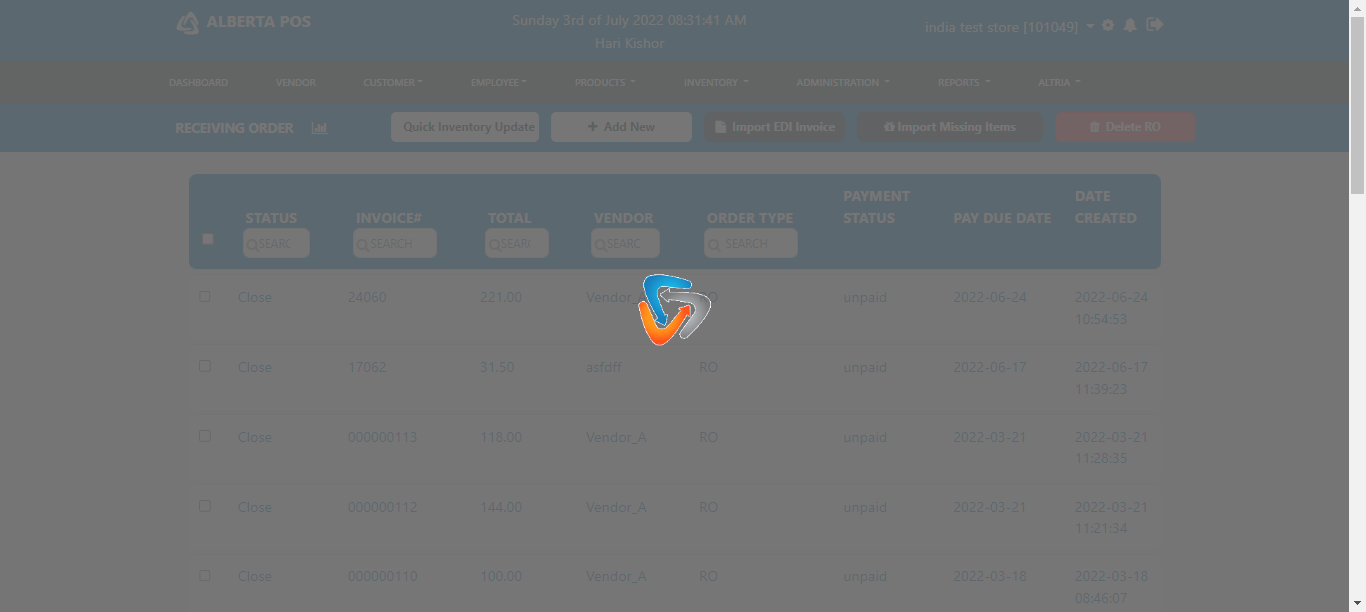 ALBERTA POS
Sunday 3rd of July 2022 08:31:41 AM
Hari Kishor
india test store [101049]
DASHBOARD VENDOR CUSTOMER EMPLOYEE PRODUCTS INVENTORY ADMINISTRATION REPORTS ALTRIA
RECEIVING ORDER Quick Inventory Update + Add New Import EDI Invoice Import Missing Items Delete RO
STATUS INVOICE# TOTAL VENDOR ORDER TYPE PAYMENT STATUS PAY DUE DATE DATE CREATED
SEARC SEARCH SEARI SEARC SEARCH
Close 24060 221.00 Vendor_A unpaid 2022-06-24 2022-06-24
10:54:53
Close 17062 31.50 asfdff RO unpaid 2022-06-17 2022-06-17
11:39:23
Close 000000113 118.00 Vendor_A RO unpaid 2022-03-21 2022-03-21
11:28:35
Close 000000112 144.00 Vendor_A RO unpaid 2022-03-21 2022-03-21
11:21:34
Close 000000110 100.00 Vendor_A RO unpaid 2022-03-18 2022-03-18
08:46:07